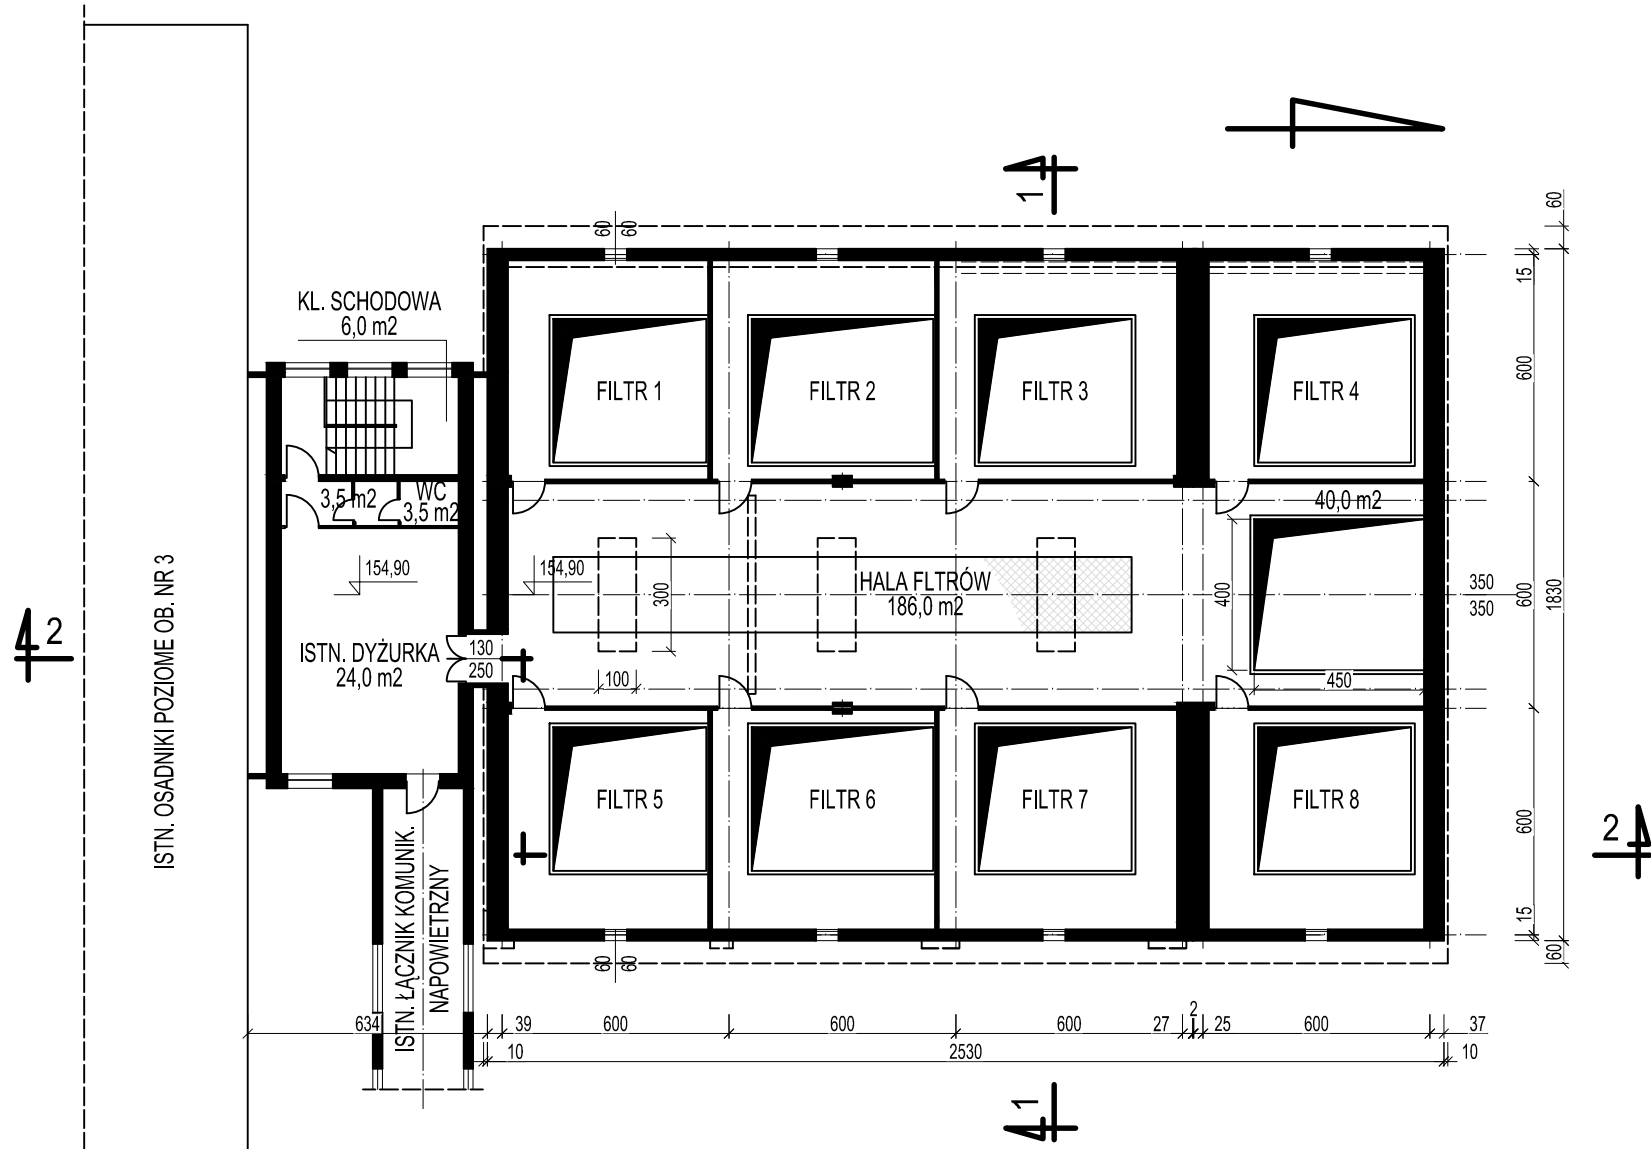 1
60
60
60
15
KL. SCHODOWA
6,0 m2
FILTR 1
FILTR 2
FILTR 3
FILTR 4
600
3,5 m2
WC
3,5 m2
40,0 m2
154,90
154,90
300
HALA FLTRÓW
186,0 m2
400
350
350
600
1830
2
ISTN. OSADNIKI POZIOME OB. NR 3
ISTN. DYŻURKA
24,0 m2
130
250
100
450
FILTR 5
FILTR 6
FILTR 7
FILTR 8
600
2
ISTN. ŁĄCZNIK KOMUNIK.
NAPOWIETRZNY
15
60
60
60
634
39
600
600
600
27
2
25
600
37
10
2530
10
1